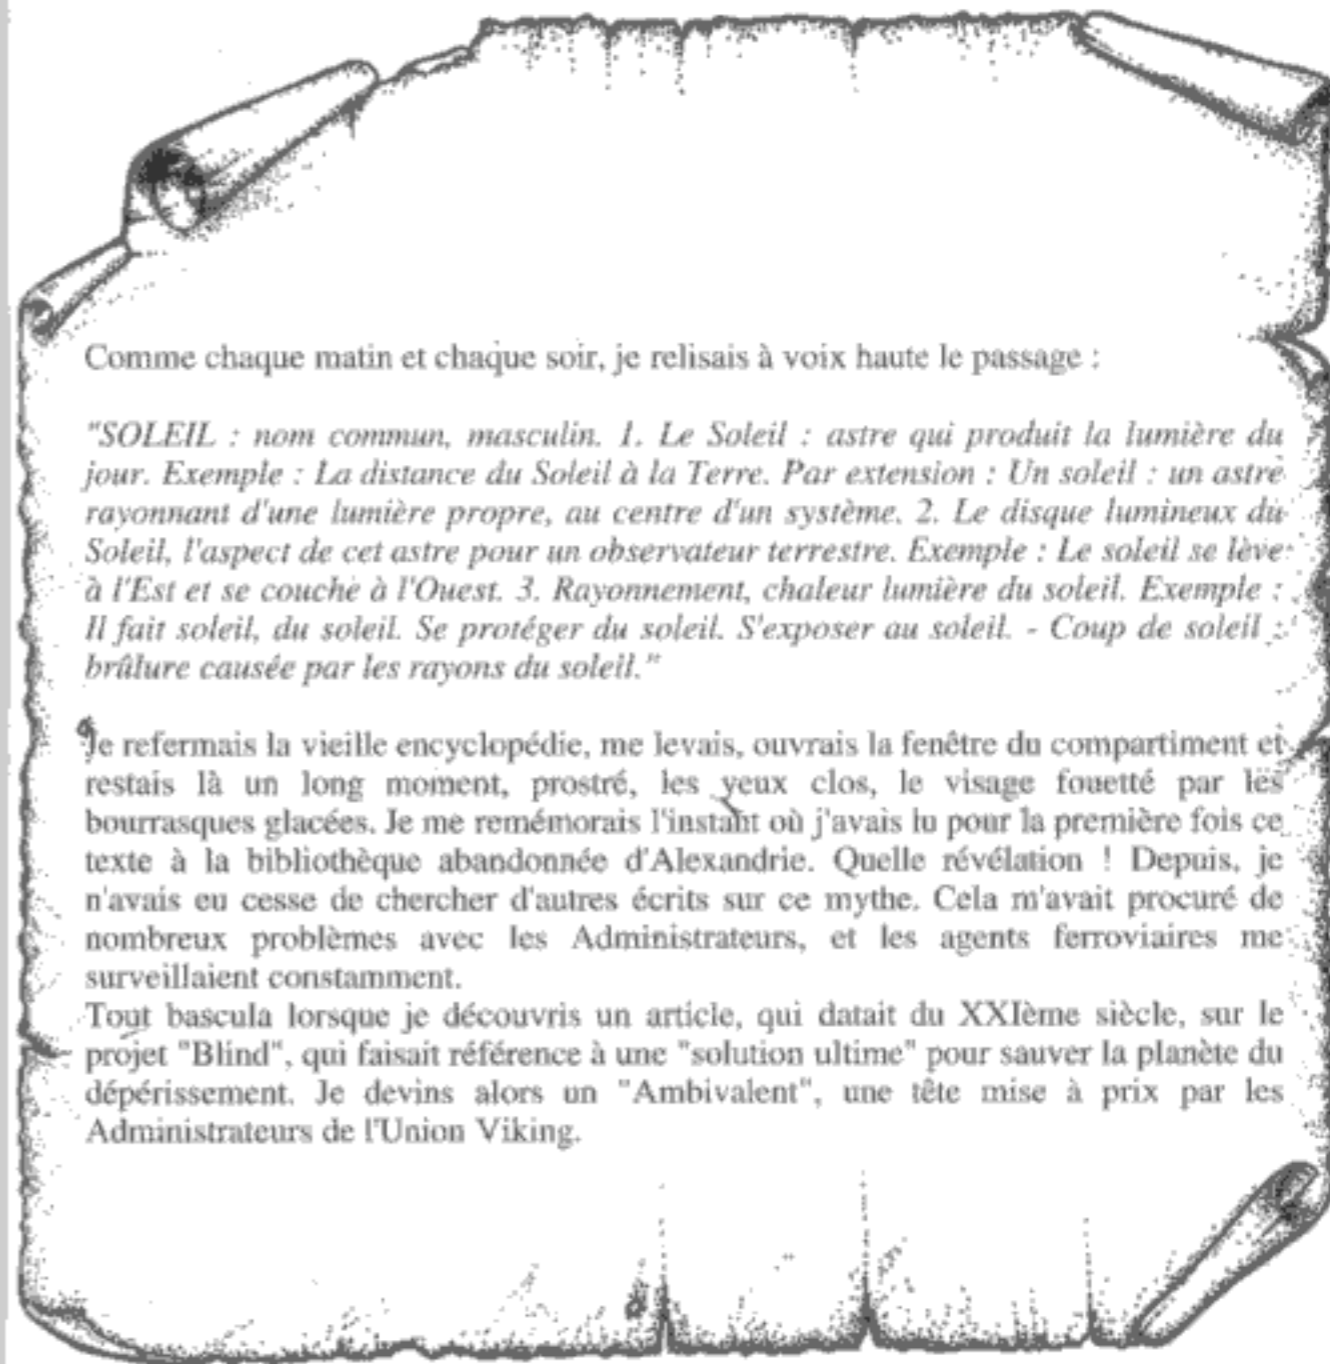 Comme chaque matin et chaque soir, je relisais à voix haute le passage :
"SOLEIL : nom commun, masculin. 1. Le Soleil : astre qui produit la lumière du
jour. Exemple : La distance du Soleil à la Terre. Par extension : Un soleil : un astre
rayonnant d'une lumière propre, au centre d'un système. 2. Le disque lumineux du
Soleil, l'aspect de cet astre pour un observateur terrestre. Exemple : Le soleil se lève
à l'Est et se couche à l'Ouest. 3. Rayonnement, chaleur lumière du soleil. Exemple :
Il fait soleil, du soleil. Se protéger du soleil. S'exposer au soleil. - Coup de soleil :
brûlure causée par les rayons du soleil."
Je refermais la vieille encyclopédie, me levais, ouvrais la fenêtre du compartiment et
restais là un long moment, prostré, les yeux clos, le visage fouetté par les
bourrasques glacées. Je me remémorais l'instant où j'avais lu pour la première fois ce
texte à la bibliothèque abandonnée d'Alexandrie. Quelle révélation ! Depuis, je
n'avais eu cesse de chercher d'autres écrits sur ce mythe. Cela m'avait procuré de
nombreux problèmes avec les Administrateurs, et les agents ferroviaires me
surveillaient constamment.
Tout bascula lorsque je découvris un article, qui datait du XXIème siècle, sur le
projet "Blind", qui faisait référence à une "solution ultime" pour sauver la planète du
dépérissement. Je devins alors un "Ambivalent", une tête mise à prix par les
Administrateurs de l'Union Viking.